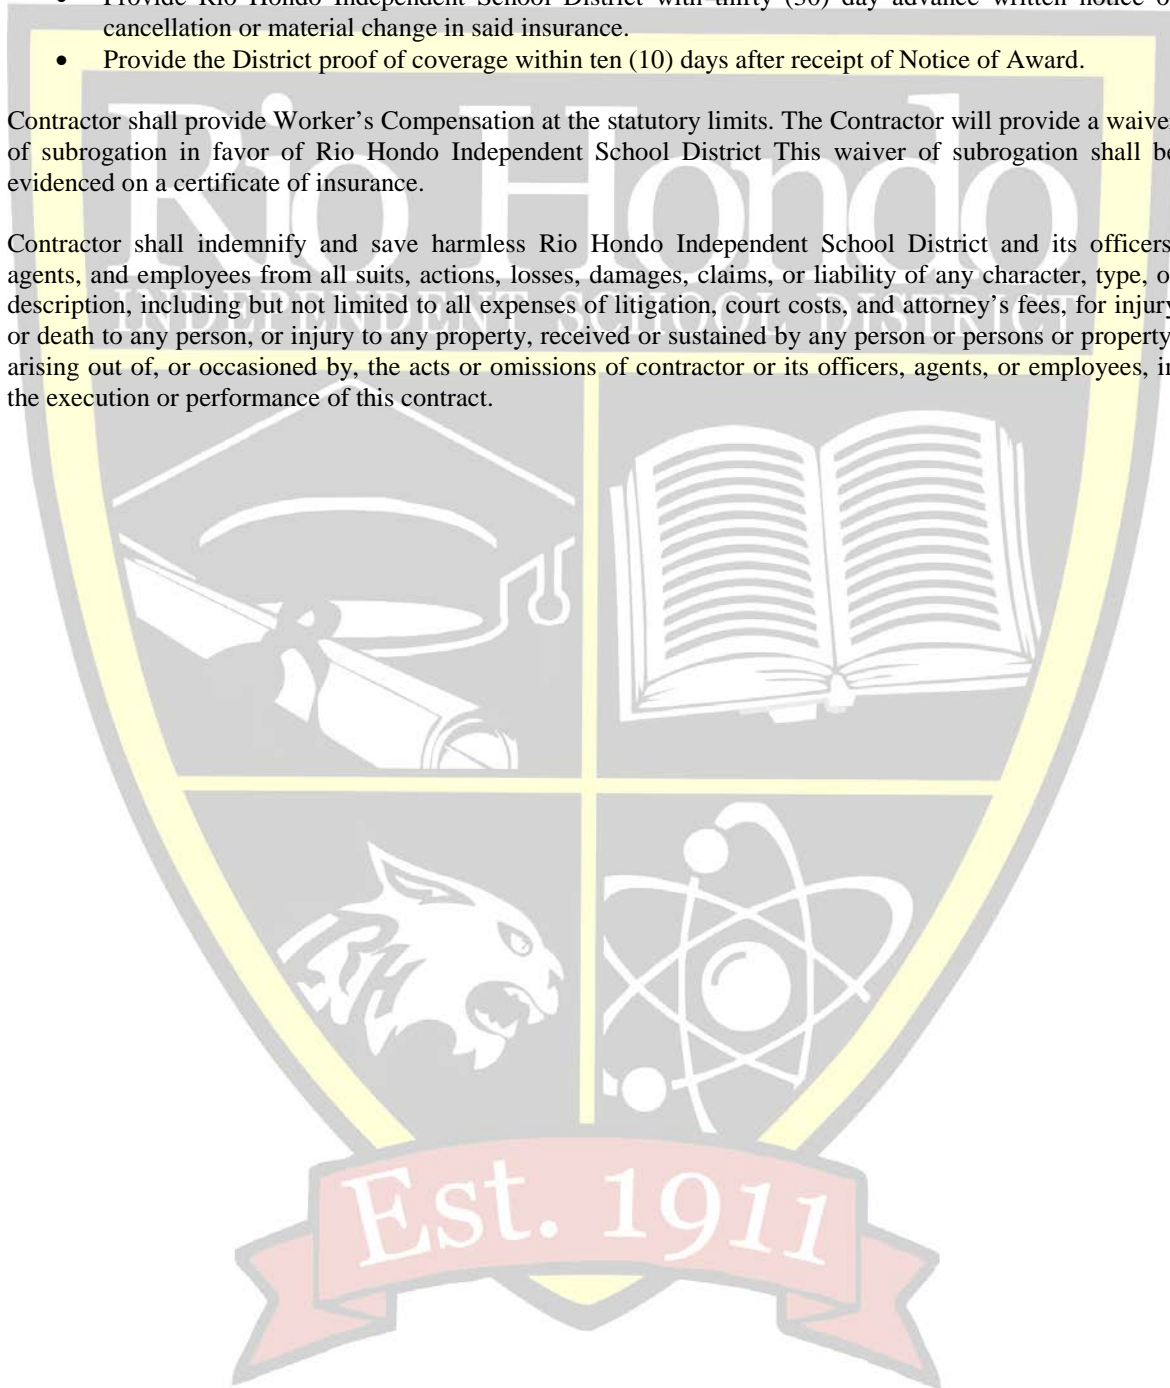 • Provide Rio Hondo Independent School District with thirty (30) day advance written notice
cancellation or material change in said insurance.
• Provide the District proof of coverage within ten (10) days after receipt of Notice of Award.
Contractor shall provide Worker’s Compensation at the statutory limits. The Contractor will provide a waiver
of subrogation in favor of Rio Hondo Independent School District This waiver of subrogation shall be
evidenced on a certificate of insurance.
Contractor shall indemnify and save harmless Rio Hondo Independent School District and its officers
agents, and employees from all suits, actions, losses, damages, claims, or liability of any character, type, o
description, including but not limited to all expenses of litigation, court costs, and attorney’s fees, for injury
or death to any person, or injury to any property, received or sustained by any person or persons or property
arising out of, or occasioned by, the acts or omissions of contractor or its officers, agents, or employees, in
the execution or performance of this contract.
Rio Hondo
INDEPENDENT SCHOOL DISTRICT
RH
Est. 1911